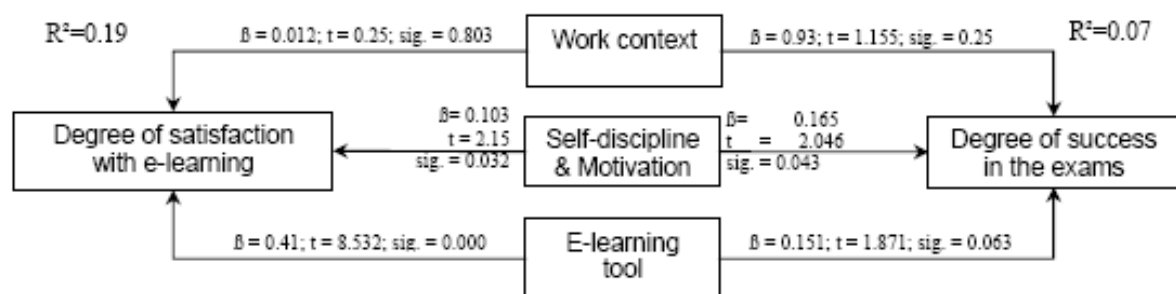 R²=0.19
ß = 0.012; t = 0.25; sig. = 0.803
Work context
ß = 0.93; t = 1.155; sig. = 0.25
R²=0.07
Degree of satisfaction
with e-learning
ß= 0.103
t = 2.15
sig. = 0.032
Self-discipline
& Motivation
ß= 0.165
t = 2.046
sig. = 0.043
Degree of success
in the exams
ß = 0.41; t = 8.532; sig. = 0.000
E-learning
tool
ß = 0.151; t = 1.871; sig. = 0.063